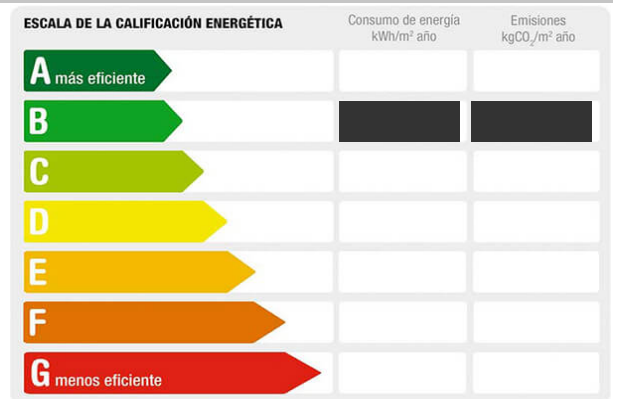 ESCALA DE LA CALIFICACIÓN ENERGÉTICA
Consumo de energía
kWh/m² año
Emisiones
kgCO₂/m² año
A más eficiente
B
C
D
E
F
G menos eficiente